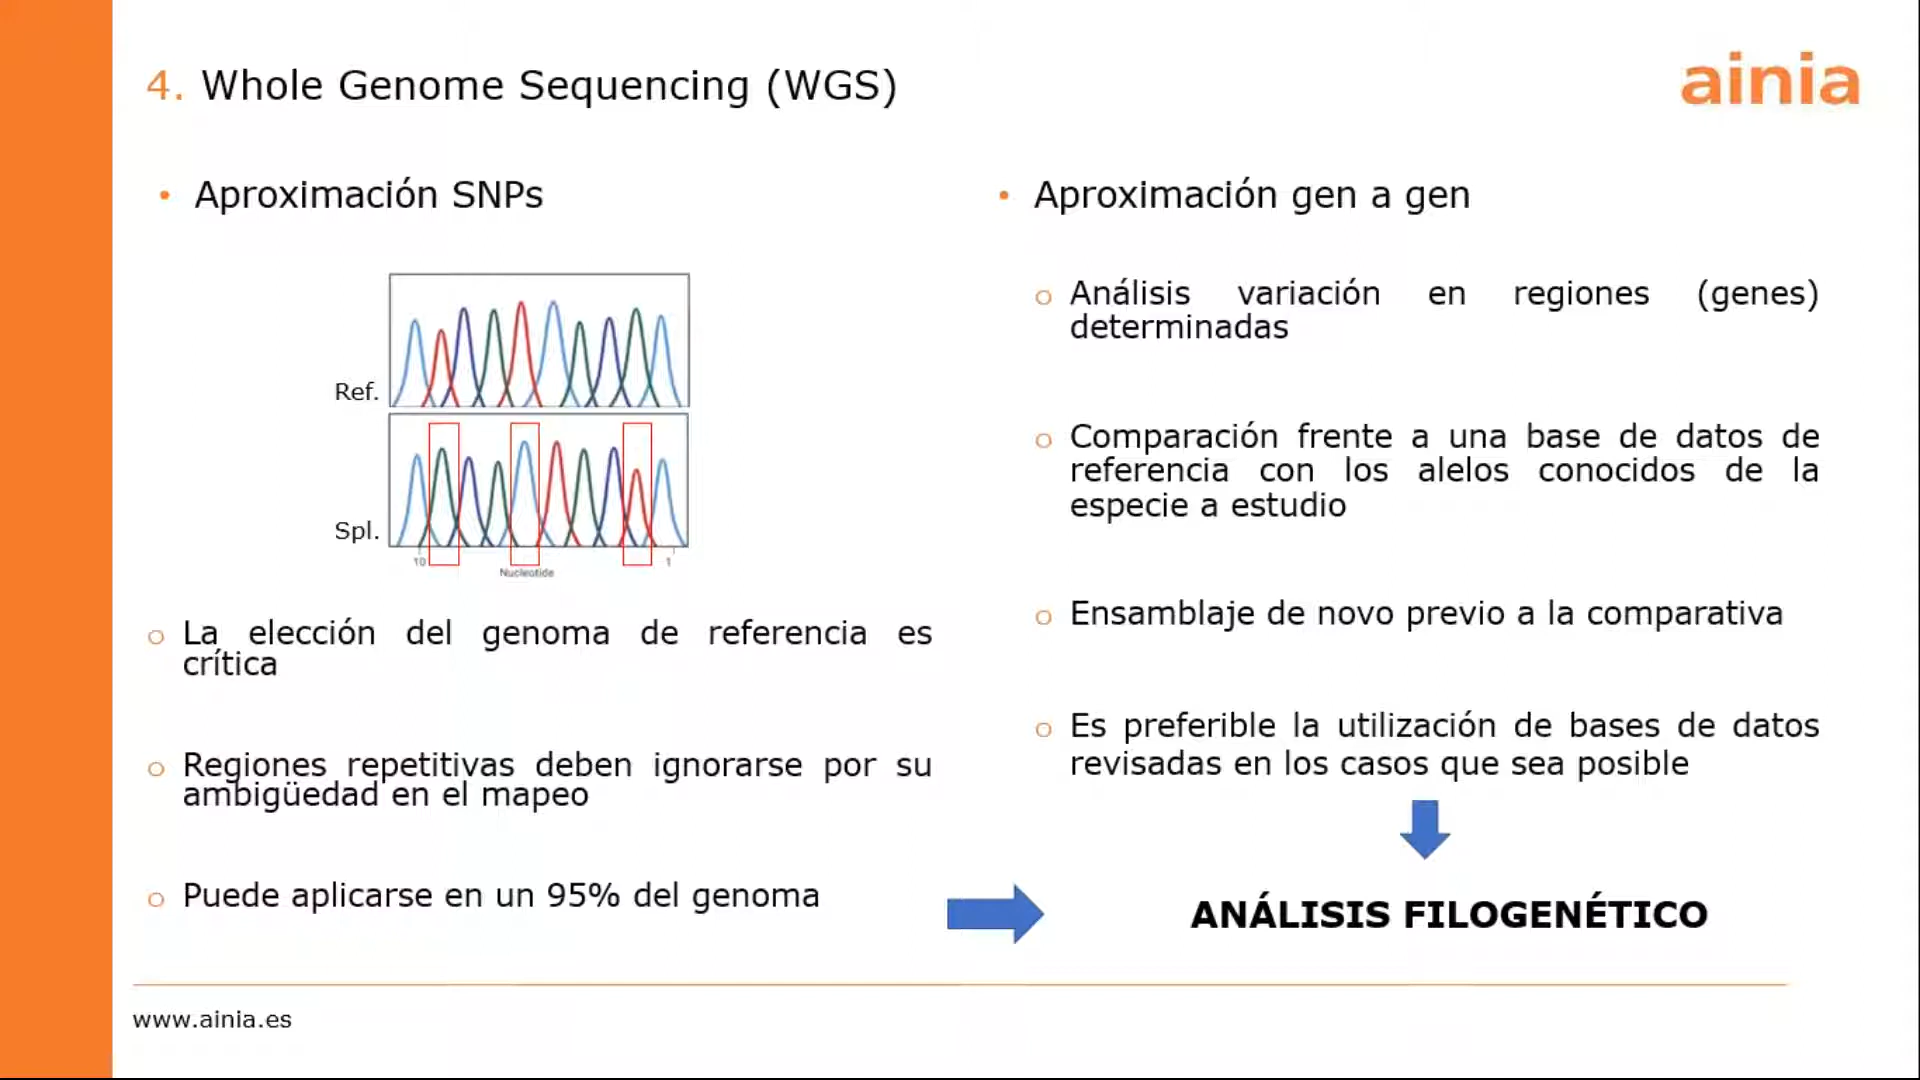 4. Whole Genome Sequencing (WGS)
ainia
• Aproximación SNPs
Ref.
Spl.
10
1
Nucleotide
o La elección del genoma de referencia es
crítica
o Regiones repetitivas deben ignorarse por su
ambigüedad en el mapeo
o Puede aplicarse en un 95% del genoma
• Aproximación gen a gen
o Análisis variación en regiones (genes)
determinadas
o Comparación frente a una base de datos de
referencia con los alelos conocidos de la
especie a estudio
o Ensamblaje de novo previo a la comparativa
o Es preferible la utilización de bases de datos
revisadas en los casos que sea posible
ANÁLISIS FILOGENÉTICO
www.ainia.es